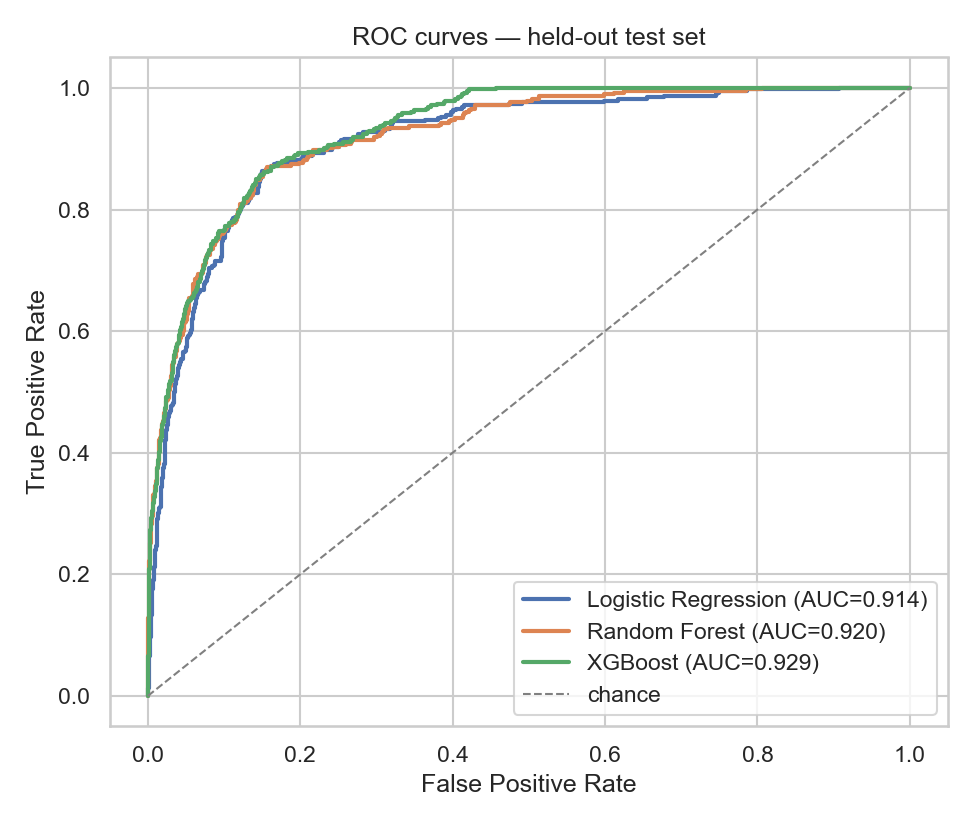 ROC curves — held-out test set
True Positive Rate
1.0
0.8
0.6
0.4
0.2
0.0
0.0 0.2 0.4 0.6 0.8 1.0
False Positive Rate
Logistic Regression (AUC=0.914)
Random Forest (AUC=0.920)
XGBoost (AUC=0.929)
chance